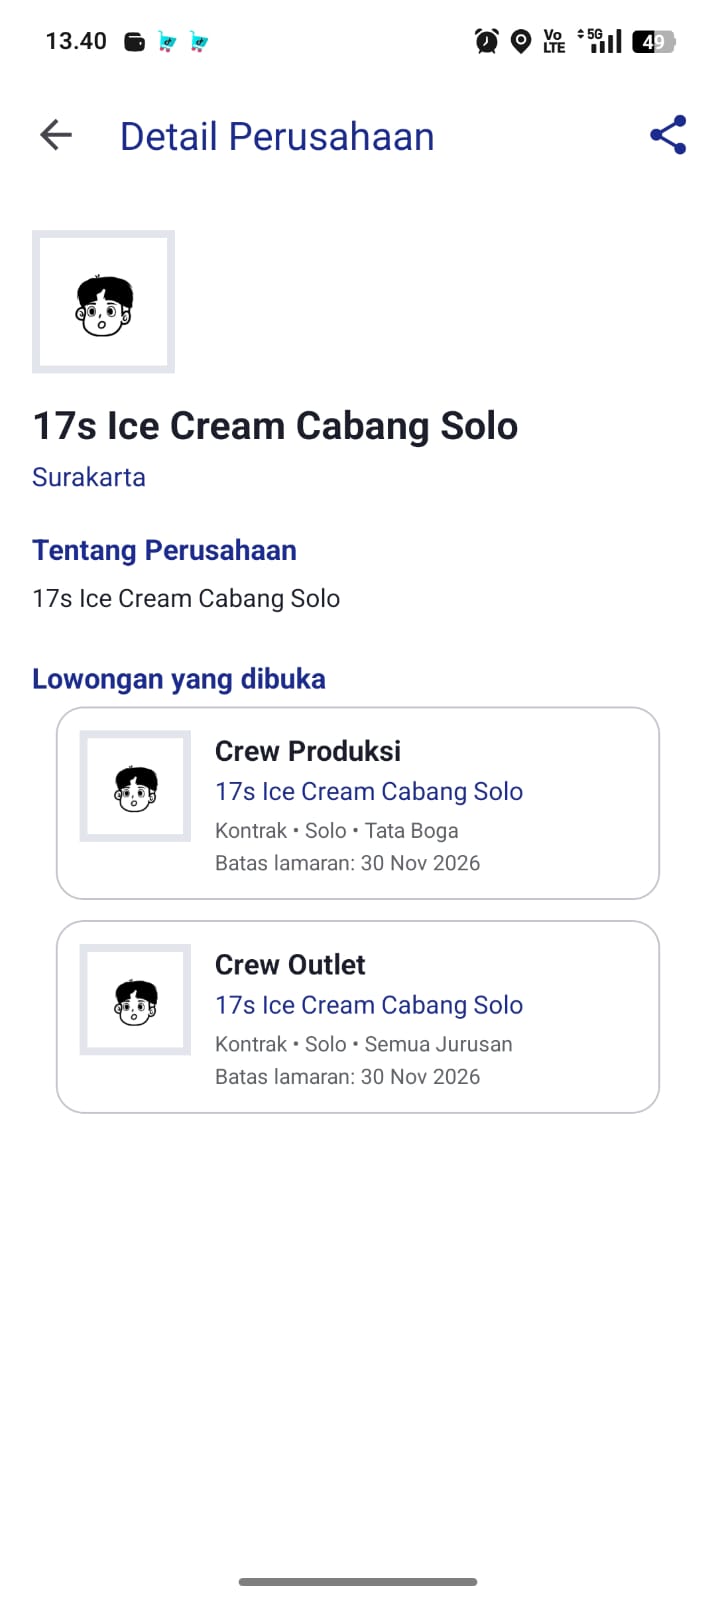 13.40
Vo LTE 5G 49
Detail Perusahaan
17s Ice Cream Cabang Solo
Surakarta
Tentang Perusahaan
17s Ice Cream Cabang Solo
Lowongan yang dibuka
Crew Produksi
17s Ice Cream Cabang Solo
Kontrak • Solo • Tata Boga
Batas lamaran: 30 Nov 2026
Crew Outlet
17s Ice Cream Cabang Solo
Kontrak • Solo • Semua Jurusan
Batas lamaran: 30 Nov 2026